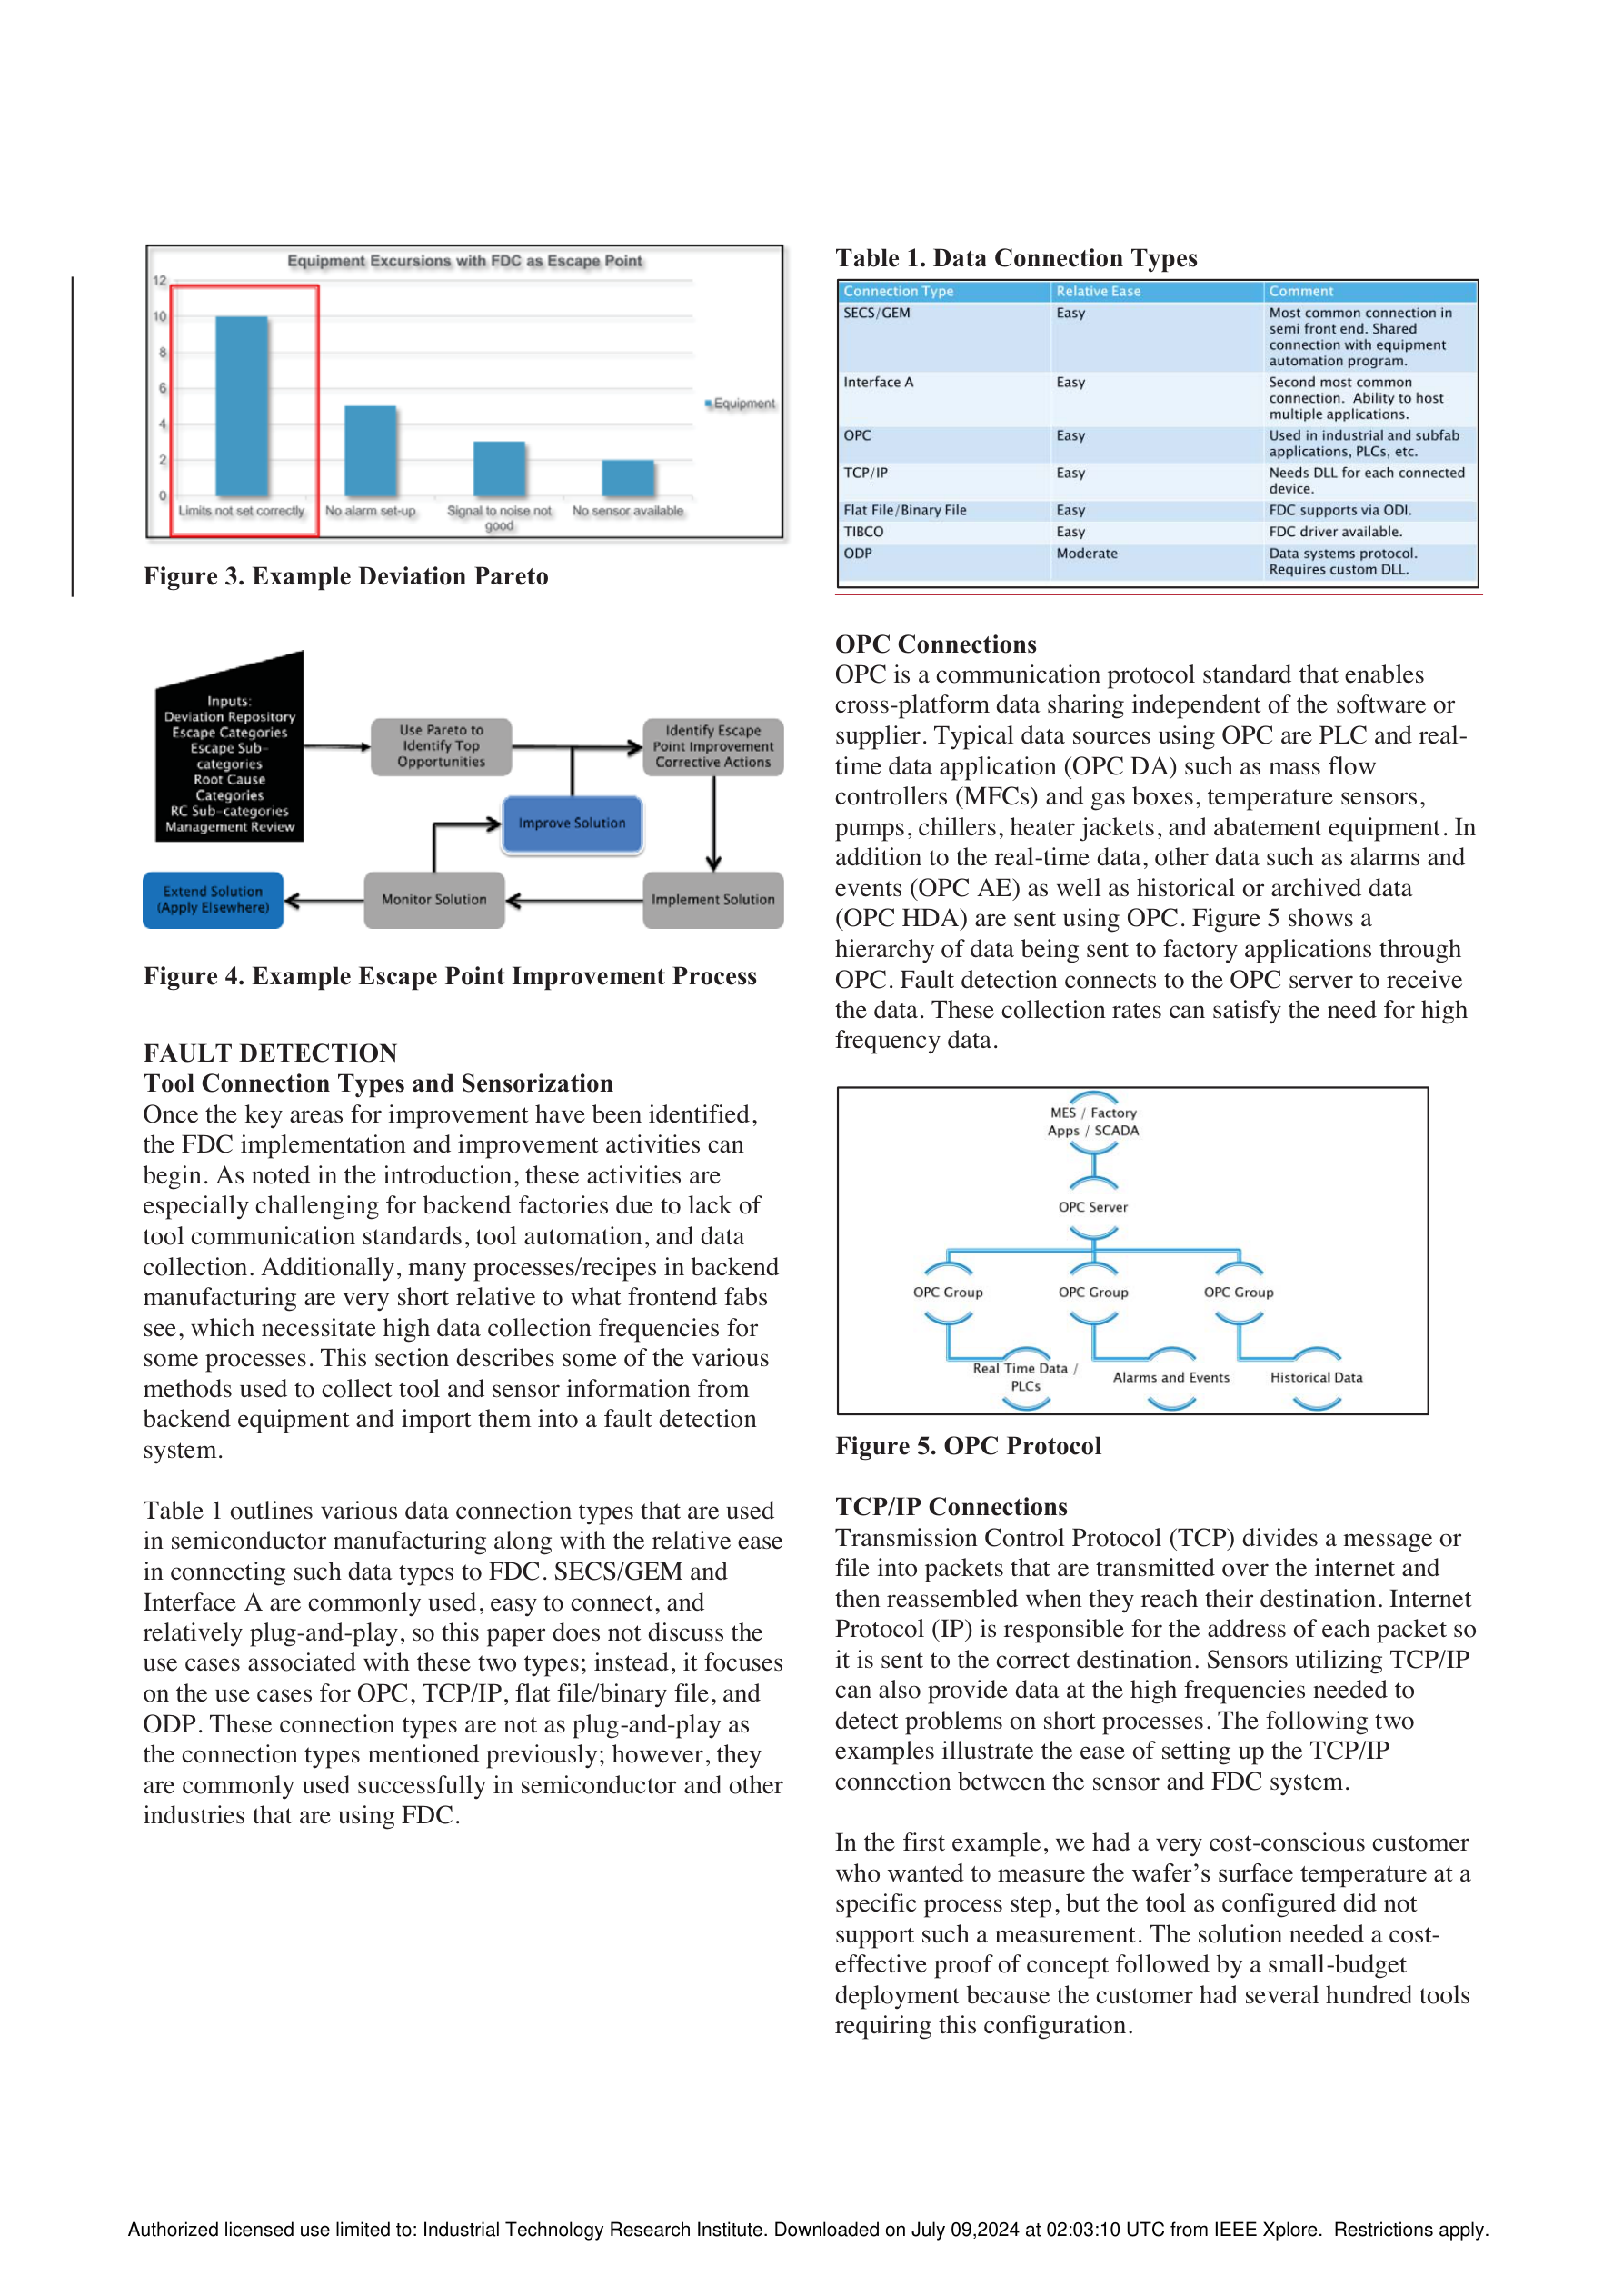 Equipment Excursions with FDC as Escape Point
12
10
8
6
4
2
0
Equipment
Limits not set correctly
No alarm set-up
Signal to noise not
good
No sensor available
Figure 3. Example Deviation Pareto
Inputs:
Deviation Repository
Escape Categories
Escape Sub-
categories
Root Cause
Categories
RC Sub-categories
Management Review
Use Pareto to
Identify Top
Opportunities
Identify Escape
Point Improvement
Corrective Actions
Improve Solution
Extend Solution
(Apply Elsewhere)
Monitor Solution
Implement Solution
Figure 4. Example Escape Point Improvement Process
FAULT DETECTION
Tool Connection Types and Sensorization
Once the key areas for improvement have been identified,
the FDC implementation and improvement activities can
begin. As noted in the introduction, these activities are
especially challenging for backend factories due to lack of
tool communication standards, tool automation, and data
collection. Additionally, many processes/recipes in backend
manufacturing are very short relative to what frontend fabs
see, which necessitate high data collection frequencies for
some processes. This section describes some of the various
methods used to collect tool and sensor information from
backend equipment and import them into a fault detection
system.
Table 1 outlines various data connection types that are used
in semiconductor manufacturing along with the relative ease
in connecting such data types to FDC. SECS/GEM and
Interface A are commonly used, easy to connect, and
relatively plug-and-play, so this paper does not discuss the
use cases associated with these two types; instead, it focuses
on the use cases for OPC, TCP/IP, flat file/binary file, and
ODP. These connection types are not as plug-and-play as
the connection types mentioned previously; however, they
are commonly used successfully in semiconductor and other
industries that are using FDC.
Table 1. Data Connection Types
Connection Type Relative Ease Comment
SECS/GEM Easy Most common connection in
semi front end. Shared
connection with equipment
automation program.
Interface A Easy Second most common
connection. Ability to host
multiple applications.
OPC Easy Used in industrial and subfab
applications, PLCs, etc.
TCP/IP Easy Needs DLL for each connected
device.
Flat File/Binary File Easy FDC supports via ODI.
TIBCO Easy FDC driver available.
ODP Moderate Data systems protocol.
Requires custom DLL.
OPC Connections
OPC is a communication protocol standard that enables
cross-platform data sharing independent of the software or
supplier. Typical data sources using OPC are PLC and real-
time data application (OPC DA) such as mass flow
controllers (MFCs) and gas boxes, temperature sensors,
pumps, chillers, heater jackets, and abatement equipment. In
addition to the real-time data, other data such as alarms and
events (OPC AE) as well as historical or archived data
(OPC HDA) are sent using OPC. Figure 5 shows a
hierarchy of data being sent to factory applications through
OPC. Fault detection connects to the OPC server to receive
the data. These collection rates can satisfy the need for high
frequency data.
MES / Factory
Apps / SCADA
OPC Server
OPC Group OPC Group OPC Group
Real Time Data /
PLCs
Alarms and Events
Historical Data
Figure 5. OPC Protocol
TCP/IP Connections
Transmission Control Protocol (TCP) divides a message or
file into packets that are transmitted over the internet and
then reassembled when they reach their destination. Internet
Protocol (IP) is responsible for the address of each packet so
it is sent to the correct destination. Sensors utilizing TCP/IP
can also provide data at the high frequencies needed to
detect problems on short processes. The following two
examples illustrate the ease of setting up the TCP/IP
connection between the sensor and FDC system.
In the first example, we had a very cost-conscious customer
who wanted to measure the wafer’s surface temperature at a
specific process step, but the tool as configured did not
support such a measurement. The solution needed a cost-
effective proof of concept followed by a small-budget
deployment because the customer had several hundred tools
requiring this configuration.
Authorized licensed use limited to: Industrial Technology Research Institute. Downloaded on July 09,2024 at 02:03:10 UTC from IEEE Xplore. Restrictions apply.